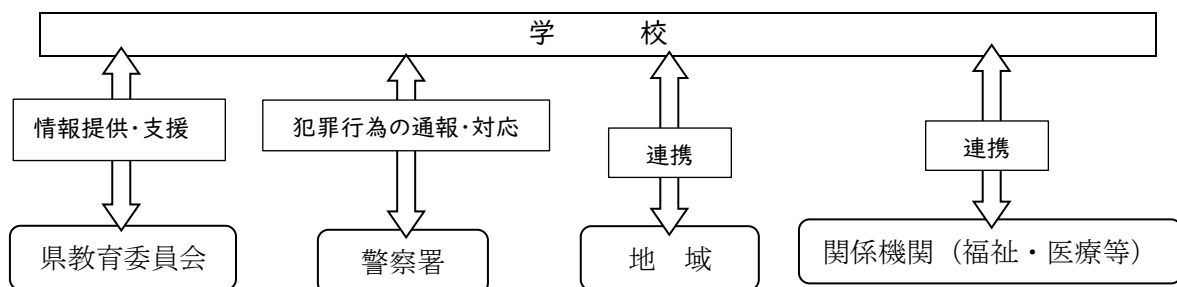 学　　校
情報提供・支援
犯罪行為の通報・対応
連携
連携
県教育委員会
警察署
地　域
関係機関（福祉・医療等）